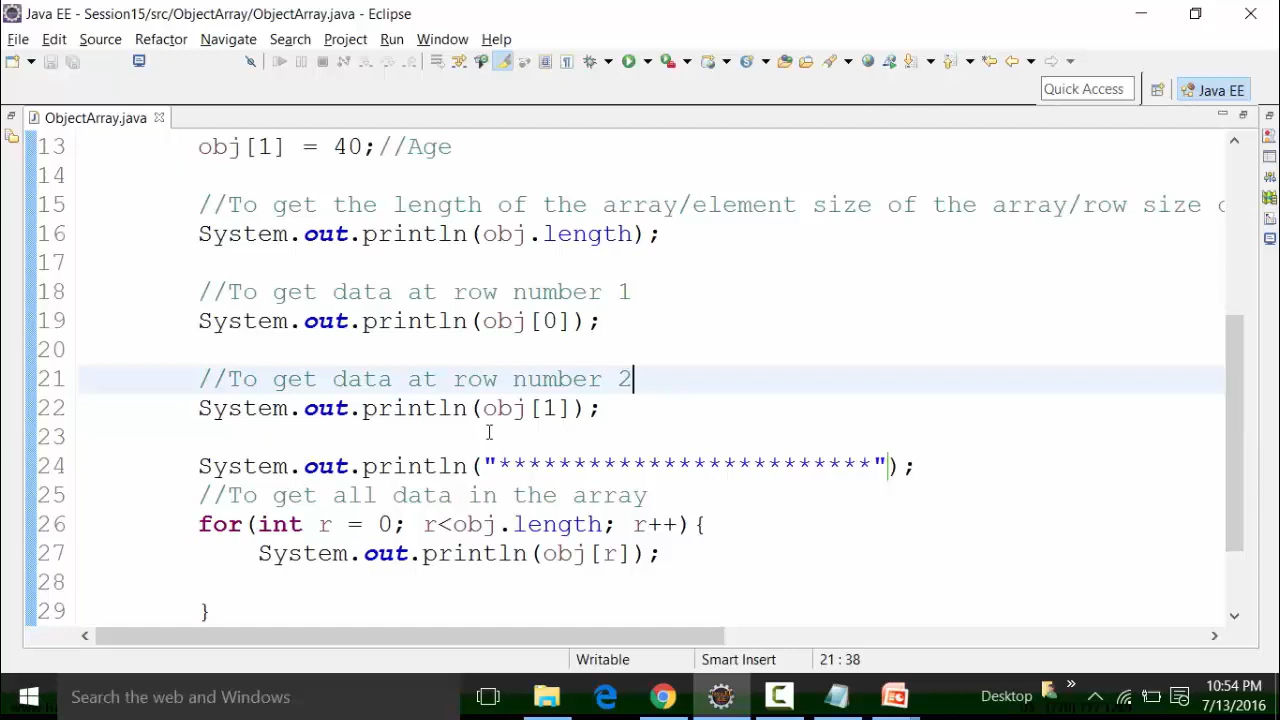 Java EE - Session15/src/ObjectArray/ObjectArray.java - Eclipse
File Edit Source Refactor Navigate Search Project Run Window Help
Quick Access
Java EE
ObjectArray.java
13 obj[1] = 40;//Age
14
15 //To get the length of the array/element size of the array/row size
16 System.out.println(obj.length);
17
18 //To get data at row number 1
19 System.out.println(obj[0]);
20
21 //To get data at row number 2
22 System.out.println(obj[1]);
23
24 System.out.println("*************************");
25 //To get all data in the array
26 for(int r = 0; r<obj.length; r++){
27 System.out.println(obj[r]);
28
29 }
Writable Smart Insert 21 : 38
Search the web and Windows
Desktop
10:54 PM
7/13/2016